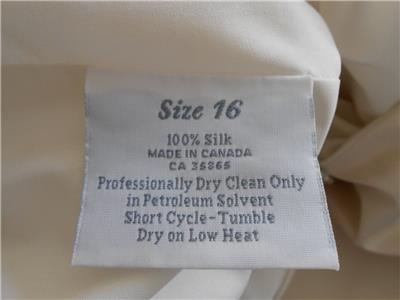 Size 16
100% Silk
MADE IN CANADA
CA 35865
Professionally Dry Clean Only
in Petroleum Solvent
Short Cycle-Tumble
Dry on Low Heat